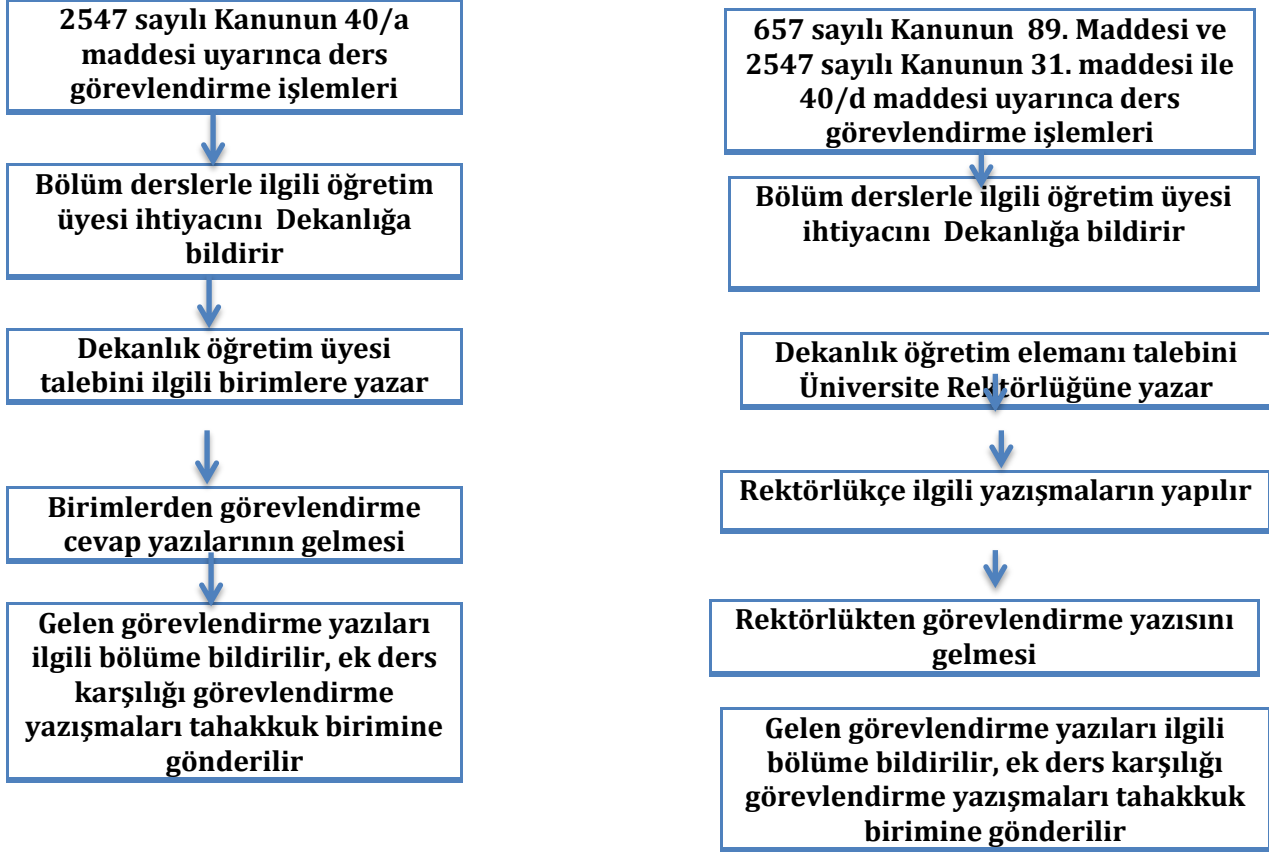 2547 sayılı Kanunun 40/a
maddesi uyarınca ders
görevlendirme işlemleri
Bölüm derslerle ilgili öğretim
üyesi ihtiyacını Dekanlığa
bildirir
Dekanlık öğretim üyesi
talebini ilgili birimlere yazar
Birimlerden görevlendirme
cevap yazılarının gelmesi
Gelen görevlendirme yazıları
ilgili bölüme bildirilir, ek ders
karşılığı görevlendirme
yazışmaları tahakkuk birimine
gönderilir
657 sayılı Kanunun 89. Maddesi ve
2547 sayılı Kanunun 31. maddesi ile
40/d maddesi uyarınca ders
görevlendirme işlemleri
Bölüm derslerle ilgili öğretim üyesi
ihtiyacını Dekanlığa bildirir
Dekanlık öğretim elemanı talebini
Üniversite Rektörlüğüne yazar
Rektörlükçe ilgili yazışmaların yapılır
Rektörlükten görevlendirme yazısını
gelmesi
Gelen görevlendirme yazıları ilgili
bölüme bildirilir, ek ders karşılığı
görevlendirme yazışmaları tahakkuk
birimine gönderilir